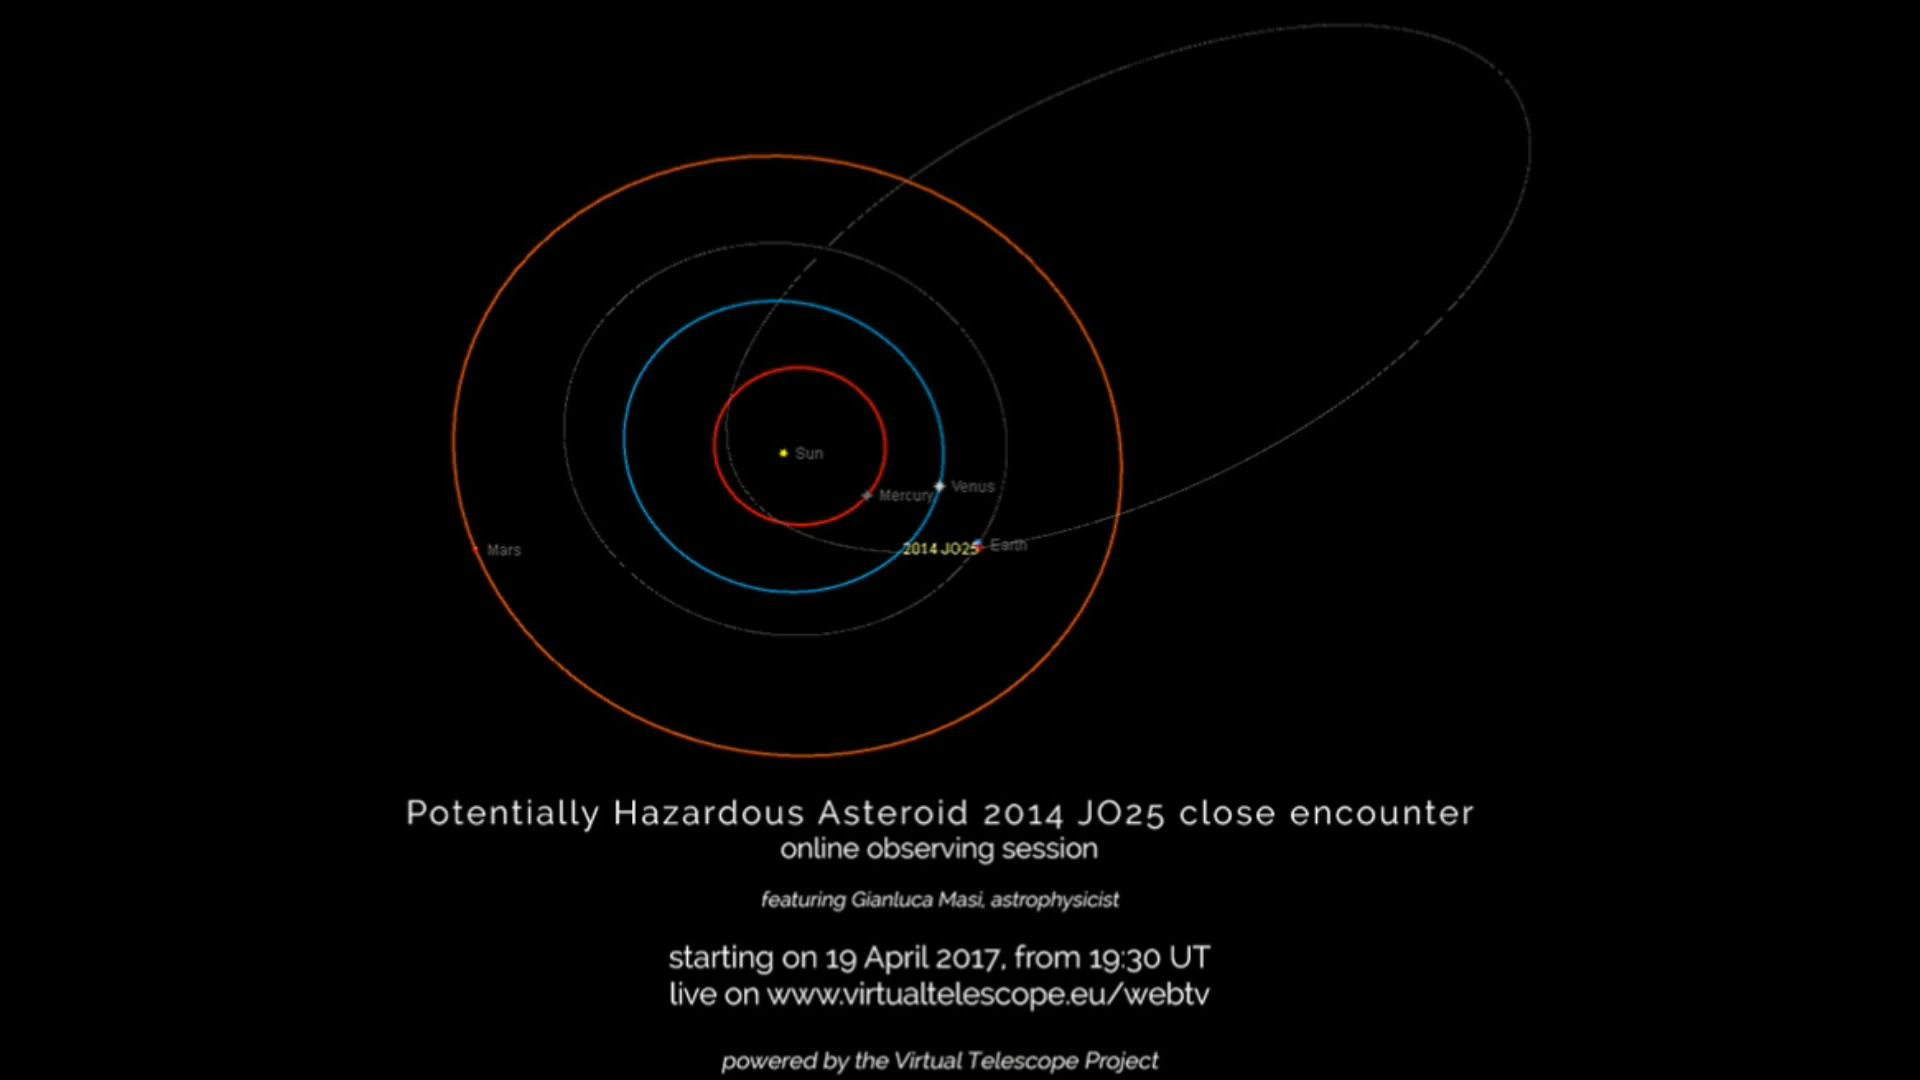 Sun
Mercury
Venus
2014 JO25
Earth
Mars
Potentially Hazardous Asteroid 2014 JO25 close encounter
online observing session
featuring Gianluca Masi, astrophysicist
starting on 19 April 2017, from 19:30 UT
live on www.virtualtelescope.eu/webtv
powered by the Virtual Telescope Project